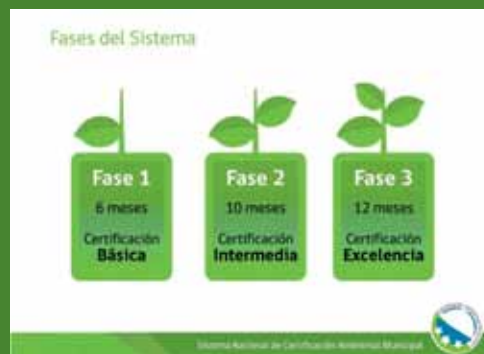 Fases del Sistema
Fase 1
6 meses
Certificación
Básica
Fase 2
10 meses
Certificación
Intermedia
Fase 3
12 meses
Certificación
Excelencia
Sistema Nacional de Certificación Ambiental Municipal